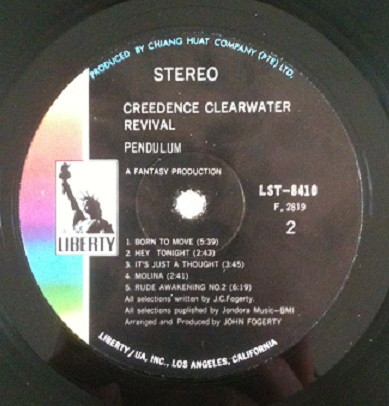 PRODUCED BY CHIANG HUAT COMPANY (PTE) LTD.
STEREO
CREEDENCE CLEARWATER
REVIVAL
PENDULUM
A FANTASY PRODUCTION
LST-8410
F. 2819
2
LIBERTY
1. BORN TO MOVE (5:39)
2. HEY TONIGHT (2:43)
3. IT'S JUST A THOUGHT (3:45)
4. MOLINA (2:41)
5. RUDE AWAKENING NO.2 (6:19)
All selections written by J.C.Fogerty.
All selections puplished by Jondora Music-BMI
Arranged and Produced by JOHN FOGERTY
LIBERTY/UA, INC., LOS ANGELES, CALIFORNIA